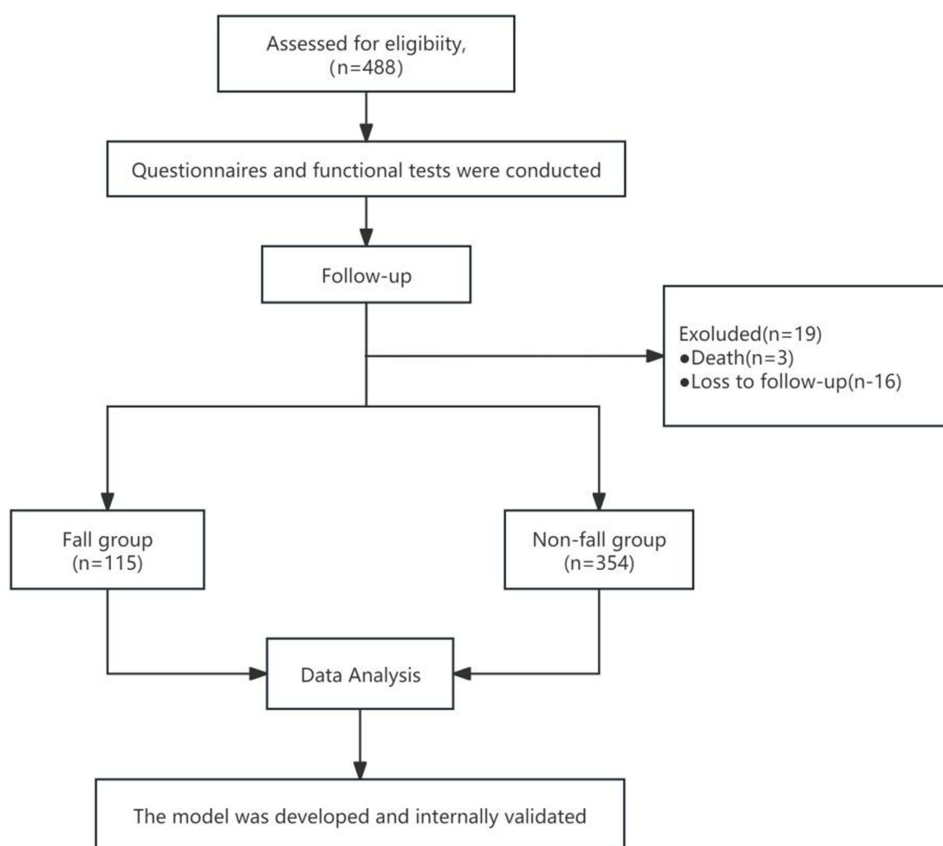 Assessed for eligibiity,
(n=488)
Questionnaires and functional tests were conducted
Follow-up
Exoluded(n=19)
●Death(n=3)
●Loss to follow-up(n-16)
Fall group
(n=115)
Non-fall group
(n=354)
Data Analysis
The model was developed and internally validated